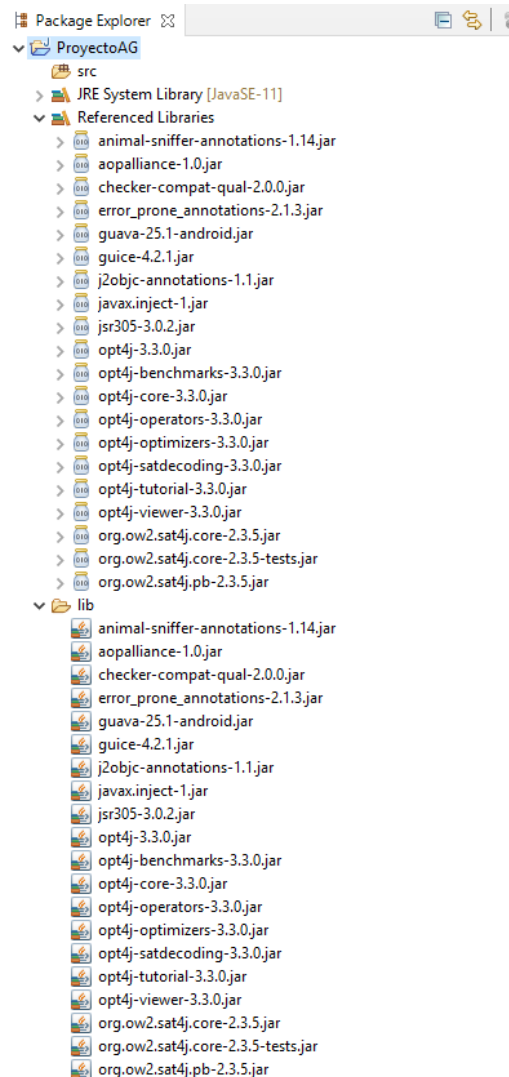 Package Explorer
ProyectoAG
src
JRE System Library [JavaSE-11]
Referenced Libraries
animal-sniffer-annotations-1.14.jar
aopalliance-1.0.jar
checker-compat-qual-2.0.0.jar
error_prone_annotations-2.1.3.jar
guava-25.1-android.jar
guice-4.2.1.jar
j2objc-annotations-1.1.jar
javax.inject-1.jar
jsr305-3.0.2.jar
opt4j-3.3.0.jar
opt4j-benchmarks-3.3.0.jar
opt4j-core-3.3.0.jar
opt4j-operators-3.3.0.jar
opt4j-optimizers-3.3.0.jar
opt4j-satdecoding-3.3.0.jar
opt4j-tutorial-3.3.0.jar
opt4j-viewer-3.3.0.jar
org.ow2.sat4j.core-2.3.5.jar
org.ow2.sat4j.core-2.3.5-tests.jar
org.ow2.sat4j.pb-2.3.5.jar
lib
animal-sniffer-annotations-1.14.jar
aopalliance-1.0.jar
checker-compat-qual-2.0.0.jar
error_prone_annotations-2.1.3.jar
guava-25.1-android.jar
guice-4.2.1.jar
j2objc-annotations-1.1.jar
javax.inject-1.jar
jsr305-3.0.2.jar
opt4j-3.3.0.jar
opt4j-benchmarks-3.3.0.jar
opt4j-core-3.3.0.jar
opt4j-operators-3.3.0.jar
opt4j-optimizers-3.3.0.jar
opt4j-satdecoding-3.3.0.jar
opt4j-tutorial-3.3.0.jar
opt4j-viewer-3.3.0.jar
org.ow2.sat4j.core-2.3.5.jar
org.ow2.sat4j.core-2.3.5-tests.jar
org.ow2.sat4j.pb-2.3.5.jar